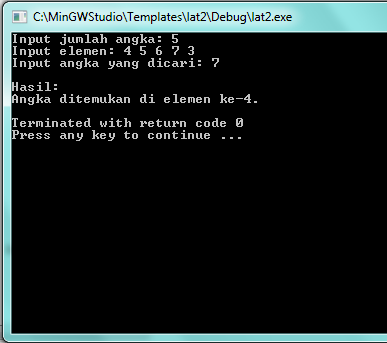 C:\MinGWStudio\Templates\lat2\Debug\lat2.exe
Input jumlah angka: 5
Input elemen: 4 5 6 7 3
Input angka yang dicari: 7
Hasil:
Angka ditemukan di elemen ke-4.
Terminated with return code 0
Press any key to continue ...